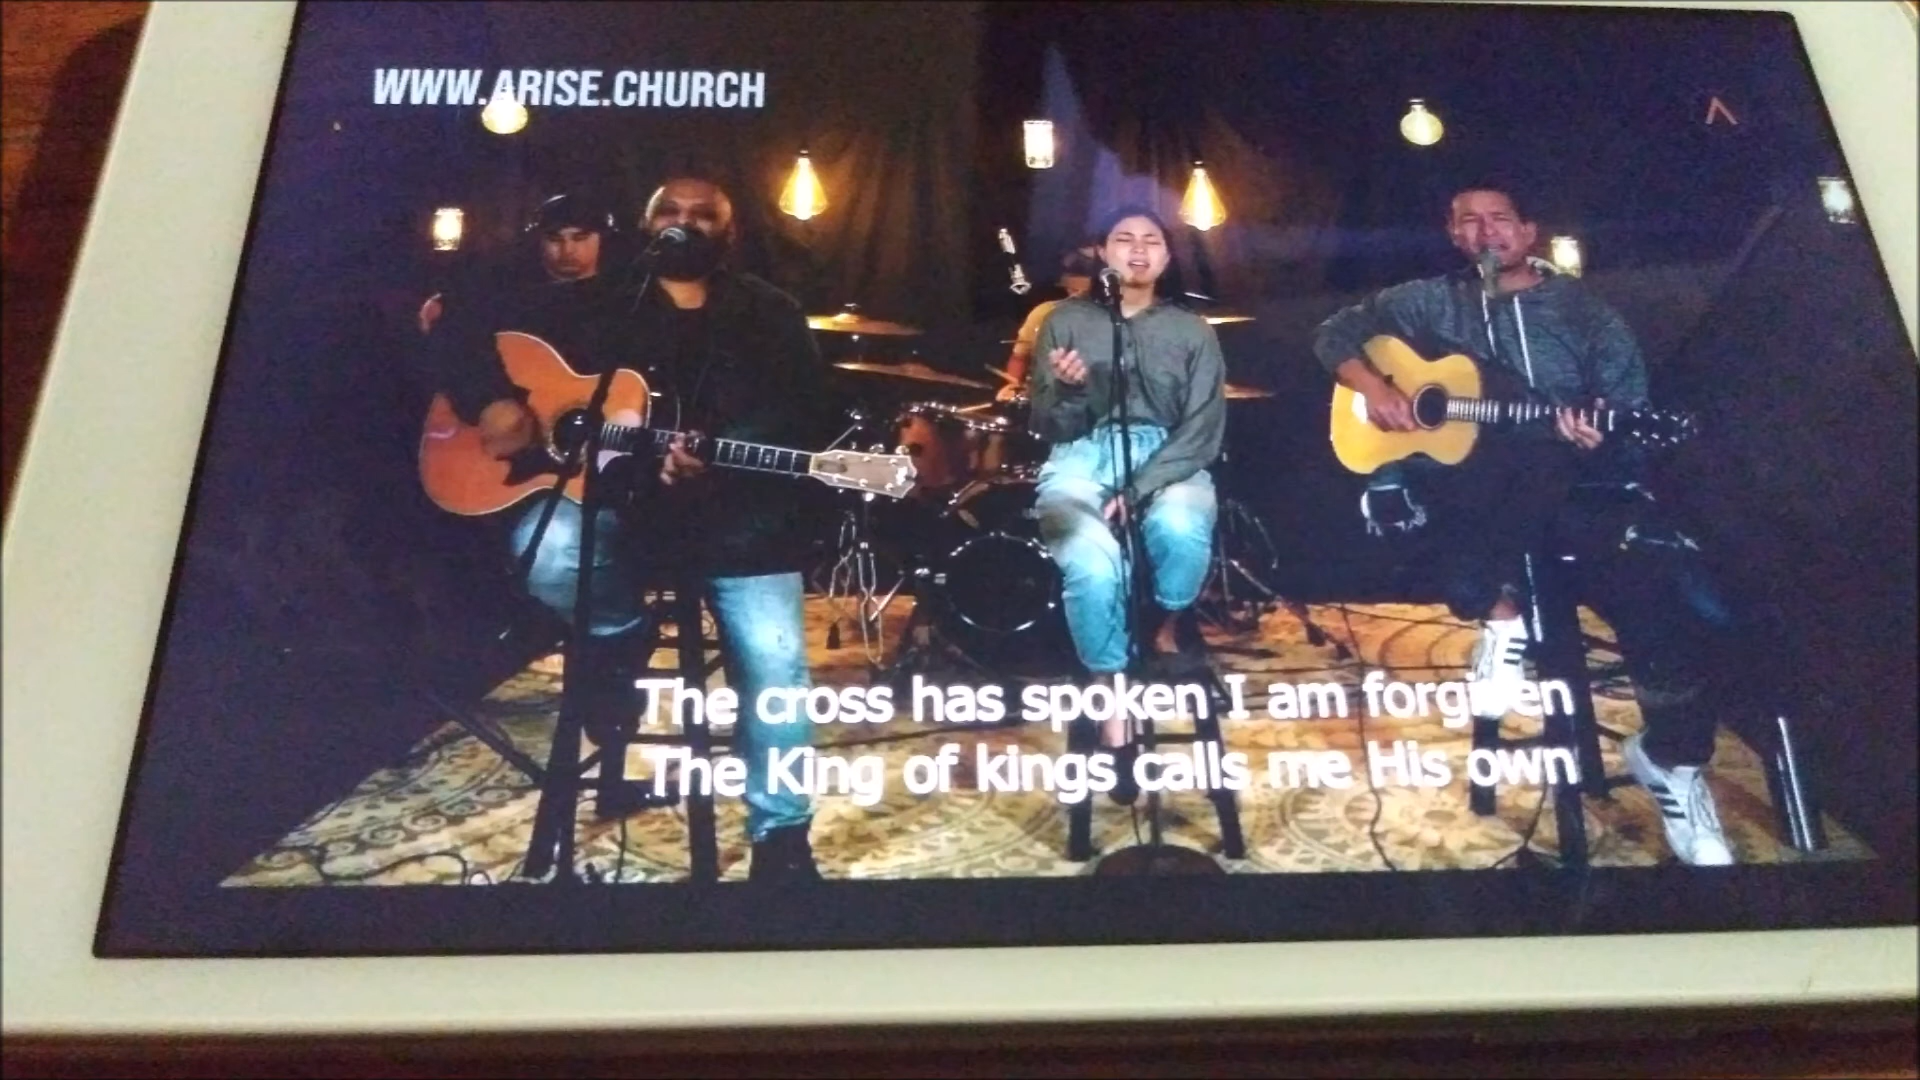 WWW.ARISE.CHURCH
The cross has spoken I am forgiven
The King of kings calls me His own